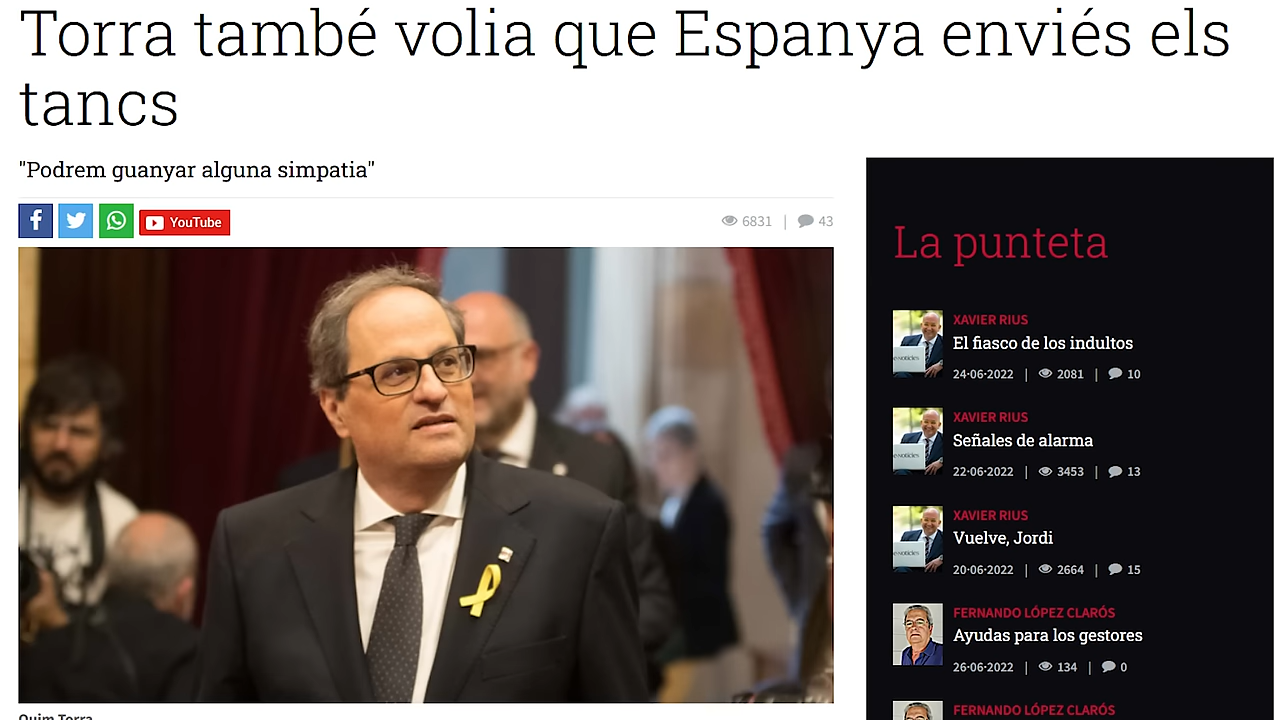 Torra també volia que Espanya enviés els
tancs
"Podrem guanyar alguna simpatia"
YouTube
6831 | 43
Quim Torra
La punteta
XAVIER RIUS
El fiasco de los indultos
24·06·2022 | 2081 | 10
XAVIER RIUS
Señales de alarma
22·06·2022 | 3453 | 13
XAVIER RIUS
Vuelve, Jordi
20·06·2022 | 2664 | 15
FERNANDO LÓPEZ CLARÓS
Ayudas para los gestores
26·06·2022 | 134 | 0
FERNANDO LÓPEZ CLARÓS